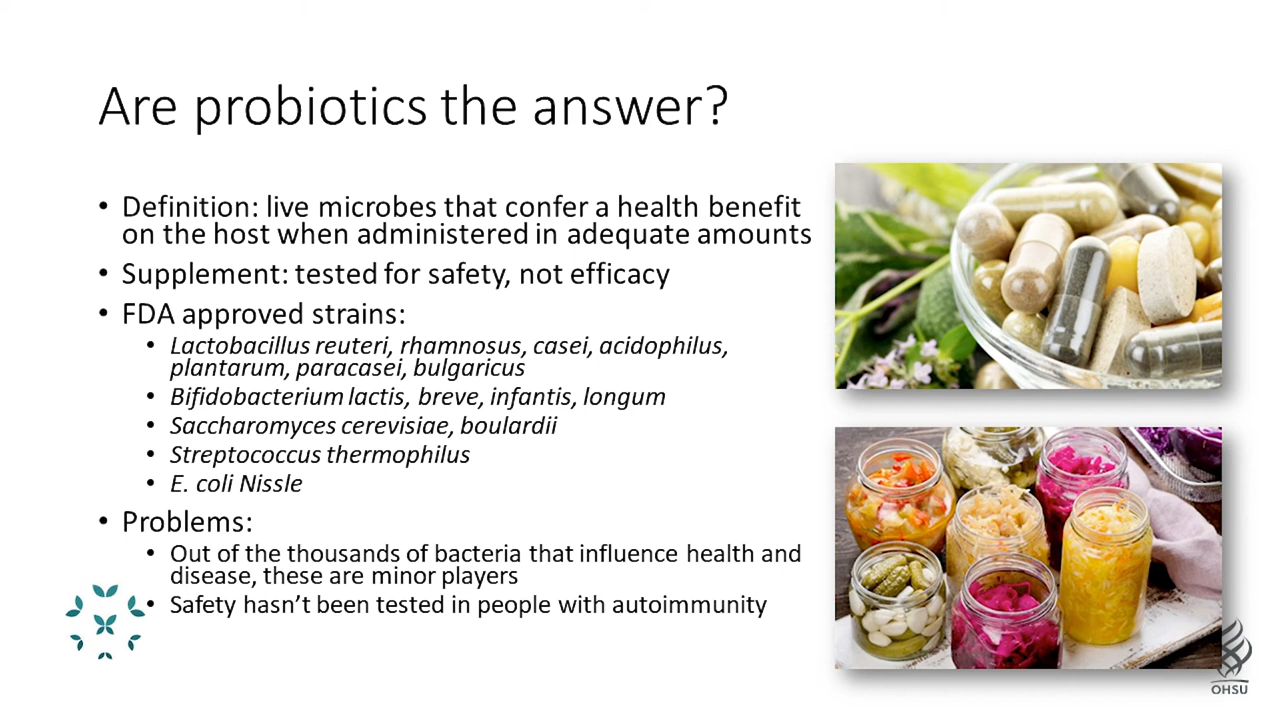 Are probiotics the answer?
• Definition: live microbes that confer a health benefit
on the host when administered in adequate amounts
• Supplement: tested for safety, not efficacy
• FDA approved strains:
• Lactobacillus reuteri, rhamnosus, casei, acidophilus,
plantarum, paracasei, bulgaricus
• Bifidobacterium lactis, breve, infantis, longum
• Saccharomyces cerevisiae, boulardii
• Streptococcus thermophilus
• E. coli Nissle
• Problems:
• Out of the thousands of bacteria that influence health and
disease, these are minor players
• Safety hasn't been tested in people with autoimmunity
OHSU